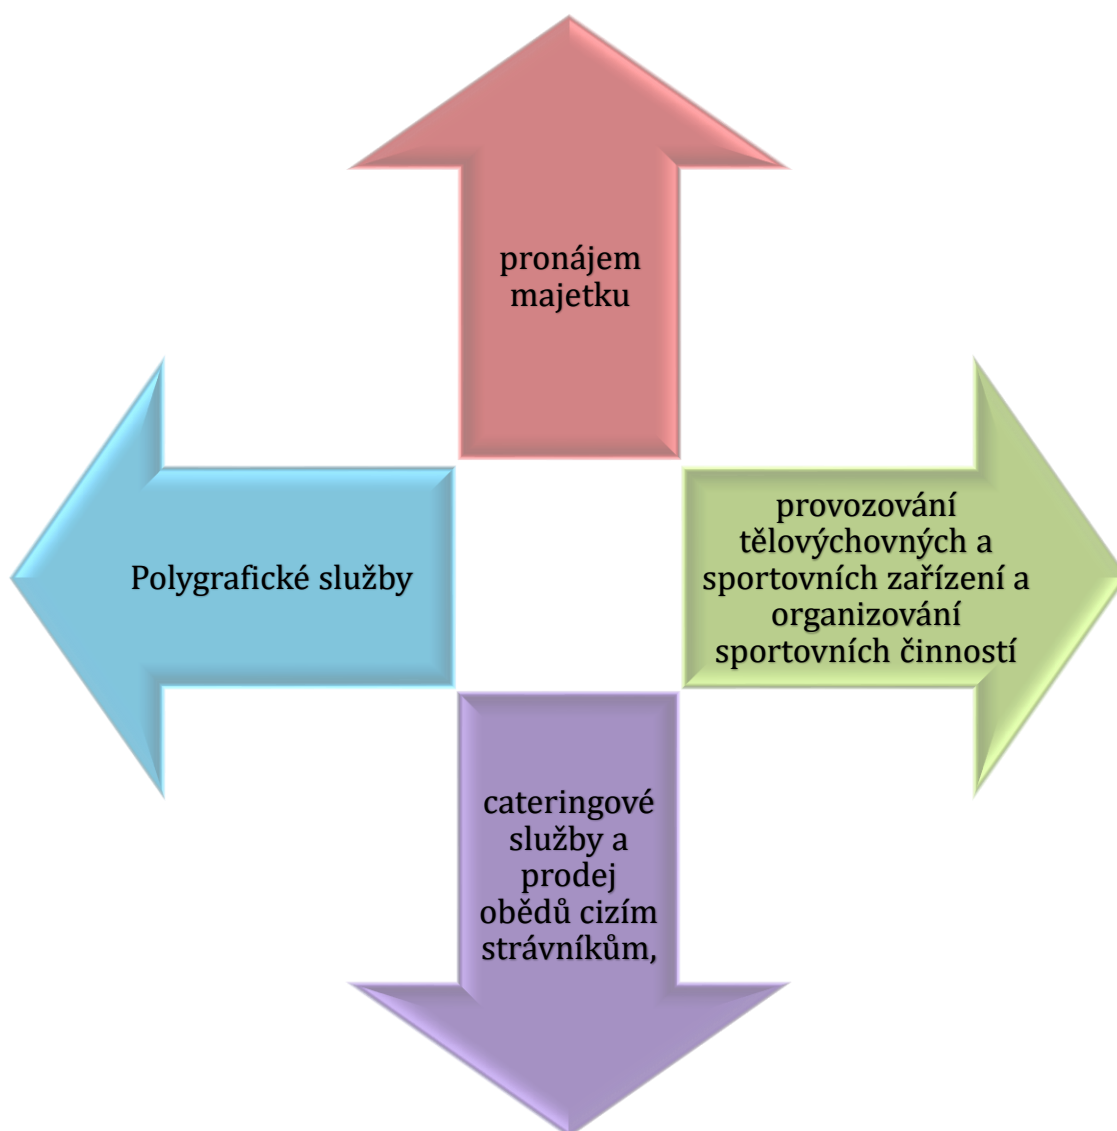 pronájem
majetku
Polygrafické služby
provozování
tělovýchovných a
sportovních zařízení a
organizování
sportovních činností
cateringové
služby a
prodej
obědů cizím
strávníkům,